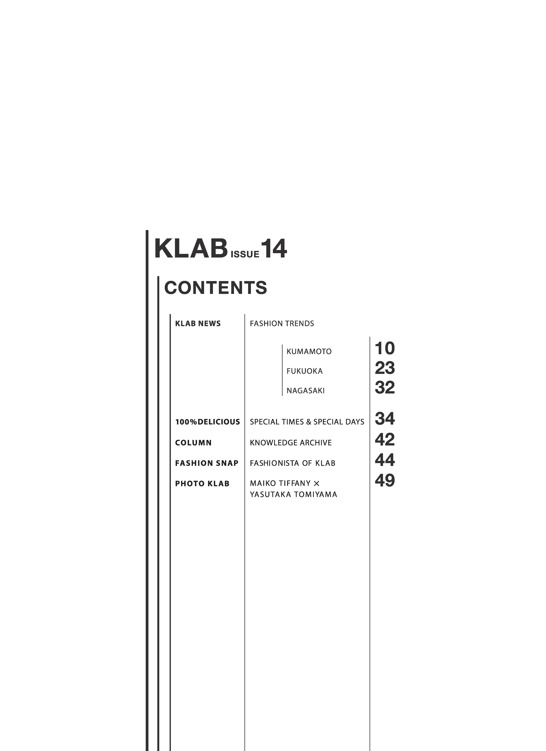 KLAB ISSUE 14
CONTENTS
KLAB NEWS FASHION TRENDS
KUMAMOTO 10
FUKUOKA 23
NAGASAKI 32
100%DELICIOUS SPECIAL TIMES & SPECIAL DAYS 34
COLUMN KNOWLEDGE ARCHIVE 42
FASHION SNAP FASHIONISTA OF KLAB 44
PHOTO KLAB MAIKO TIFFANY × 49
YASUTAKA TOMIYAMA